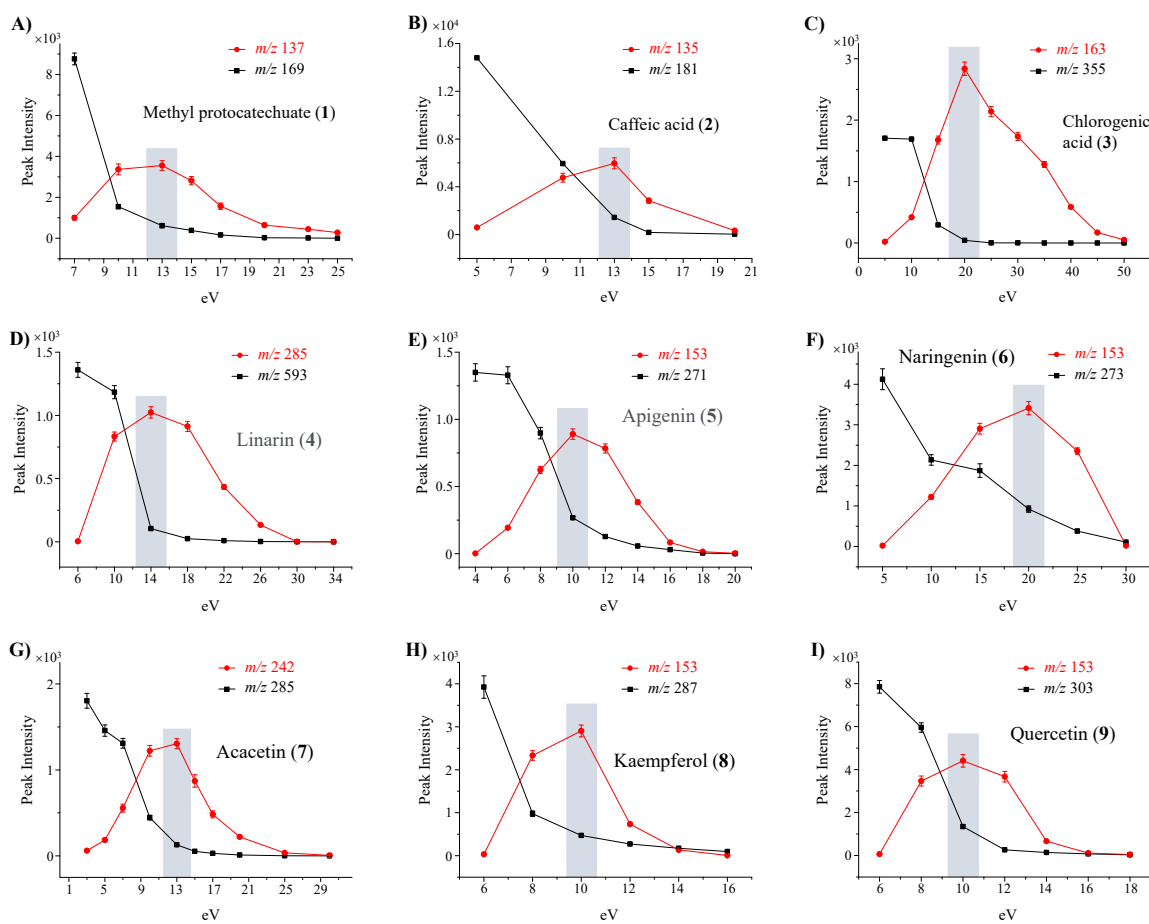 A)
×10³
m/z 137
m/z 169
Methyl protocatechuate (1)
Peak Intensity
8
6
4
2
0
7 9 11 13 15 17 19 21 23 25
eV
B)
×10⁴
m/z 135
m/z 181
Caffeic acid (2)
Peak Intensity
1.6
1.2
0.8
0.4
0.0
5 7 9 11 13 15 17 19 21
eV
C)
×10³
m/z 163
m/z 355
Chlorogenic
acid (3)
Peak Intensity
3
2
1
0
0 10 20 30 40 50
eV
D)
×10³
m/z 285
m/z 593
Linarin (4)
Peak Intensity
1.5
1.0
0.5
0
6 10 14 18 22 26 30 34
eV
E)
×10³
m/z 153
m/z 271
Apigenin (5)
Peak Intensity
1.5
1.0
0.5
0
4 6 8 10 12 14 16 18 20
eV
F)
×10³
Naringenin (6)
m/z 153
m/z 273
Peak Intensity
5
4
3
2
1
0
5 10 15 20 25 30
eV
G)
×10³
m/z 242
m/z 285
Acacetin (7)
Peak Intensity
2
1
0
1 5 9 13 17 21 25 29
eV
H)
×10³
m/z 153
m/z 287
Kaempferol (8)
Peak Intensity
4
3
2
1
0
6 8 10 12 14 16
eV
I)
×10³
m/z 153
m/z 303
Quercetin (9)
Peak Intensity
8
6
4
2
0
6 8 10 12 14 16 18
eV